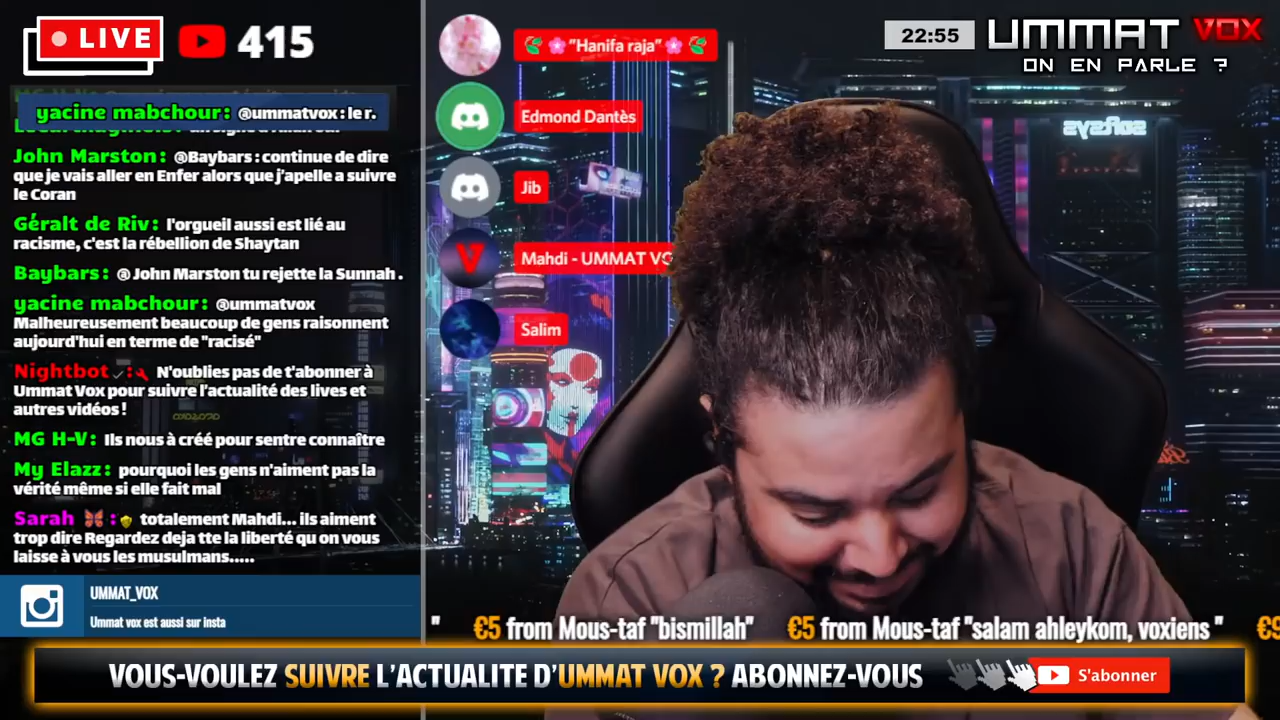 LIVE
415
yacine mabchour: @ummatvox : le r.
John Marston: @Baybars : continue de dire
que je vais aller en Enfer alors que j'apelle a suivre
le Coran
Géralt de Riv: l'orgueil aussi est lié au
racisme, c'est la rébellion de Shaytan
Baybars: @ John Marston tu rejette la Sunnah .
yacine mabchour: @ummatvox
Malheureusement beaucoup de gens raisonnent
aujourd'hui en terme de "racisé"
Nightbot : N'oublies pas de t'abonner à
Ummat Vox pour suivre l'actualité des lives et
autres vidéos !
MG H-V: Ils nous à créé pour sentre connaître
My Elazz: pourquoi les gens n'aiment pas la
vérité même si elle fait mal
Sarah : totalement Mahdi... ils aiment
trop dire Regardez deja tte la liberté qu on vous
laisse à vous les musulmans.....
UMMAT_VOX
Ummat vox est aussi sur insta
"Hanifa raja"
Edmond Dantès
Jib
Mahdi - UMMAT VO
Salim
22:55
UMMAT VOX
ON EN PARLE ?
" €5 from Mous-taf "bismillah" €5 from Mous-taf "salam ahleykom, voxiens " €9
VOUS-VOULEZ SUIVRE L'ACTUALITE D'UMMAT VOX ? ABONNEZ-VOUS
S'abonner